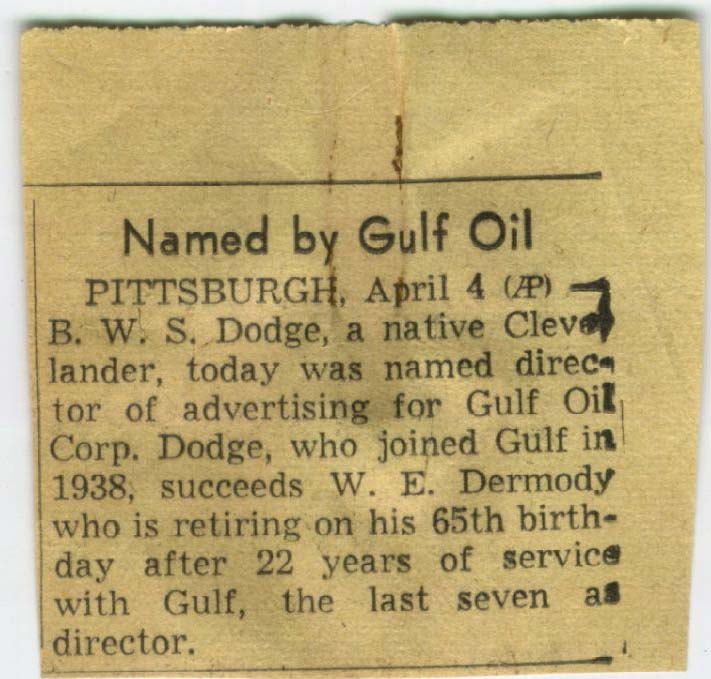 Named by Gulf Oil
PITTSBURGH, April 4 (AP) —
B. W. S. Dodge, a native Cleve-
lander, today was named direc-
tor of advertising for Gulf Oil
Corp. Dodge, who joined Gulf in
1938, succeeds W. E. Dermody
who is retiring on his 65th birth-
day after 22 years of service
with Gulf, the last seven as
director.